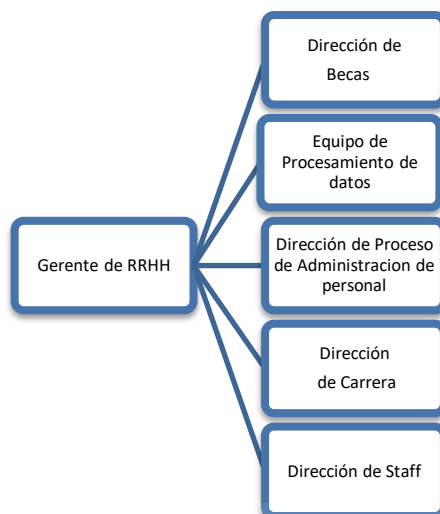 Dirección de
Becas
Equipo de
Procesamiento de
datos
Gerente de RRHH
Dirección de Proceso
de Administracion de
personal
Dirección
de Carrera
Dirección de Staff